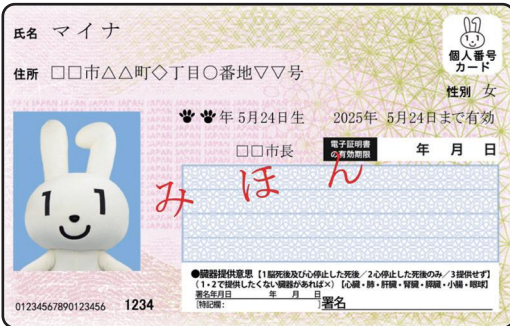 氏名 マイナ
個人番号
カード
住所 □□市△△町◇丁目○番地▽▽号
性別 女
年 5月24日生 2025年 5月24日まで有効
□□市長
電子証明書
の有効期限
年 月 日
みほん
●臓器提供意思【1脳死後及び心停止した死後/2心停止した死後のみ/3提供せず】
(1・2で提供したくない臓器があれば×)【心臓・肺・肝臓・腎臓・膵臓・小腸・眼球】
署名年月日 年 月 日
[特記欄: ]署名
01234567890123456 1234